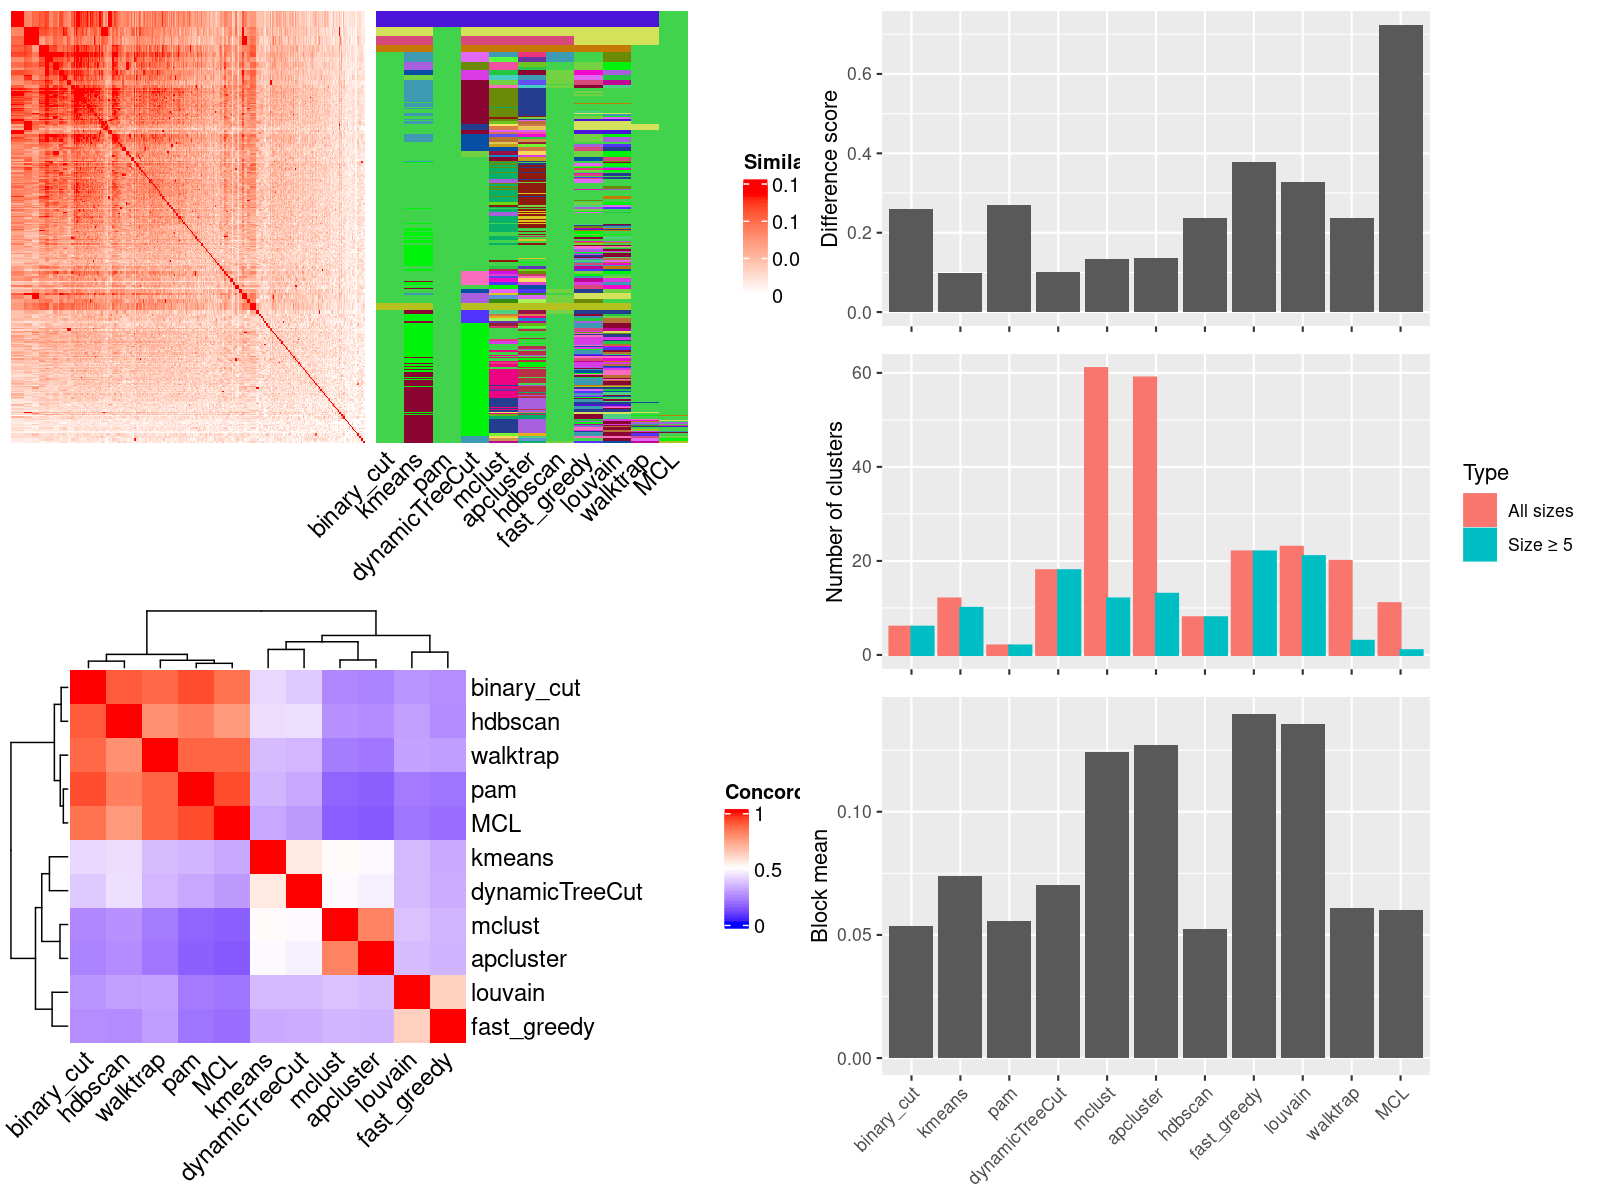 Simila
0.1
0.1
0.0
0
binary_cut
kmeans
pam
dynamicTreeCut
mclust
apcluster
hdbscan
fast_greedy
louvain
walktrap
MCL
binary_cut
hdbscan
walktrap
pam
MCL
kmeans
dynamicTreeCut
mclust
apcluster
louvain
fast_greedy
binary_cut
hdbscan
walktrap
pam
MCL
kmeans
dynamicTreeCut
mclust
apcluster
louvain
fast_greedy
Concord
1
0.5
0
Difference score
0.6
0.4
0.2
0.0
Number of clusters
60
40
20
0
Type
All sizes
Size ≥ 5
Block mean
0.10
0.05
0.00
binary_cut
kmeans
pam
dynamicTreeCut
mclust
apcluster
hdbscan
fast_greedy
louvain
walktrap
MCL